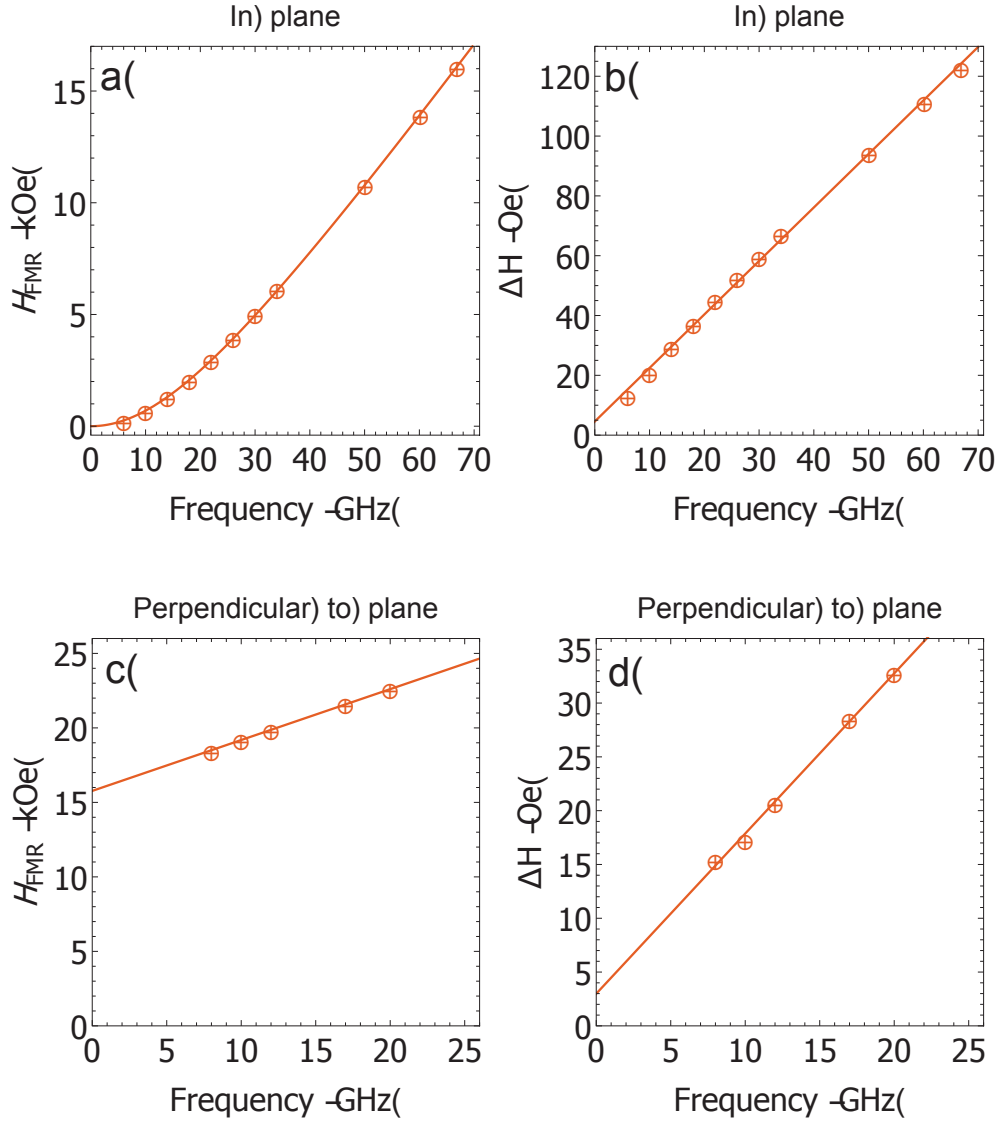 In) plane
a(
15
10
5
0
0 10 20 30 40 50 60 70
H FMR –kOe(
Frequency –GHz(
In) plane
b(
120
100
80
60
40
20
0
0 10 20 30 40 50 60 70
ΔH –Oe(
Frequency –GHz(
Perpendicular) to) plane
c(
25
20
15
10
5
0
0 5 10 15 20 25
H FMR –kOe(
Frequency –GHz(
Perpendicular) to) plane
d(
35
30
25
20
15
10
5
0
0 5 10 15 20 25
ΔH –Oe(
Frequency –GHz(